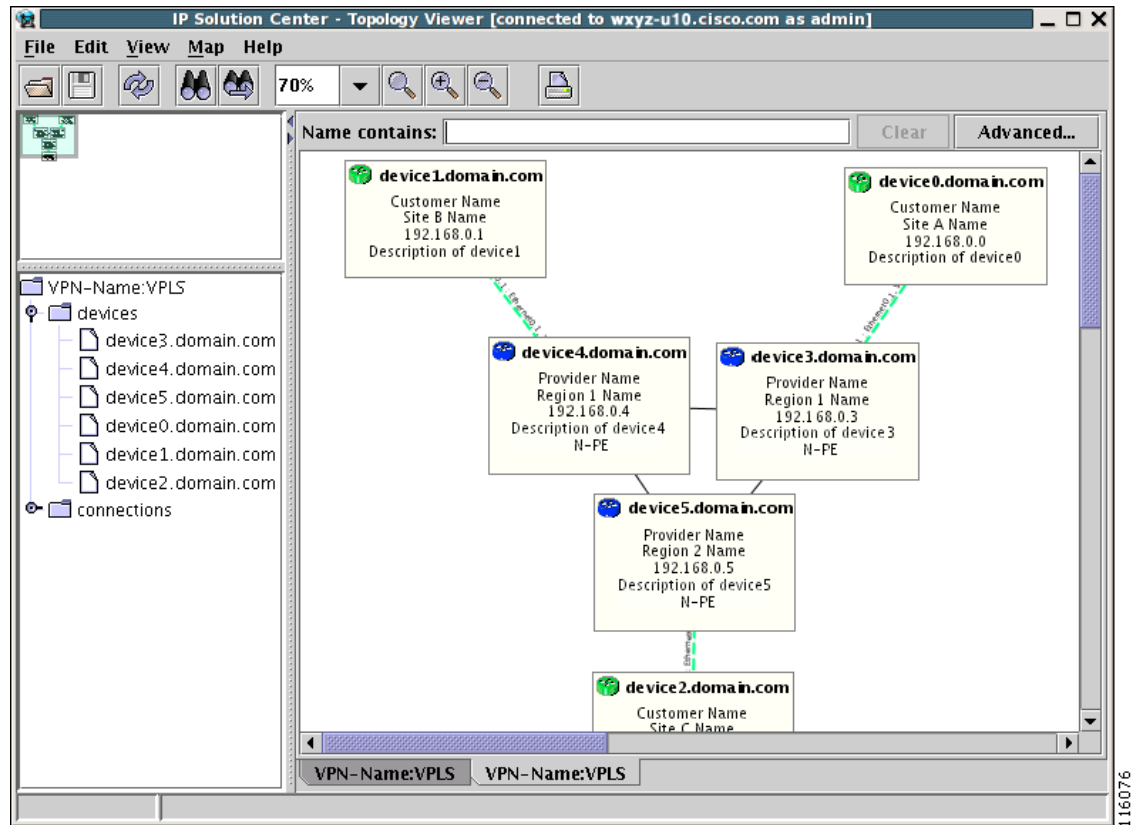 IP Solution Center - Topology Viewer [connected to wxyz-u10.cisco.com as admin]
File Edit View Map Help
70%
Name contains: Clear Advanced...
VPN-Name:VPLS
devices
device3.domain.com
device4.domain.com
device5.domain.com
device0.domain.com
device1.domain.com
device2.domain.com
connections
device1.domain.com
Customer Name
Site B Name
192.168.0.1
Description of device1
device0.domain.com
Customer Name
Site A Name
192.168.0.0
Description of device0
Ethernet0.1
Ethernet0.1
device4.domain.com
Provider Name
Region 1 Name
192.168.0.4
Description of device4
N-PE
device3.domain.com
Provider Name
Region 1 Name
192.168.0.3
Description of device3
N-PE
device5.domain.com
Provider Name
Region 2 Name
192.168.0.5
Description of device5
N-PE
device2.domain.com
Customer Name
Site C Name
VPN-Name:VPLS VPN-Name:VPLS
116076